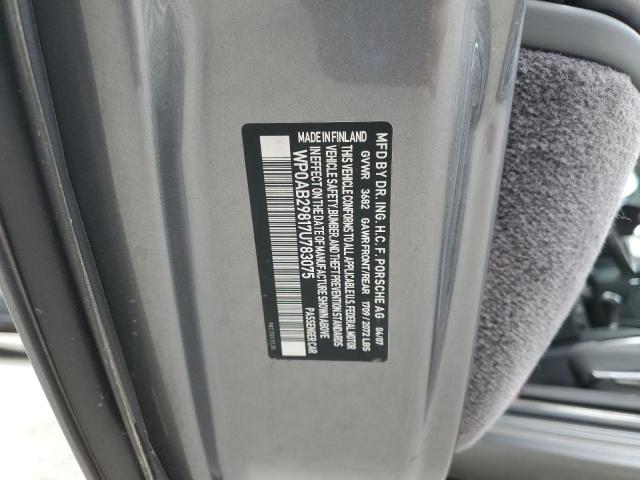 MFD BY DR. ING. H.C. F. PORSCHE AG 04/07
GVWR 3682 GAWR FRONT/REAR 1709 / 2072 LBS
THIS VEHICLE CONFORMS TO ALL APPLICABLE U.S. FEDERAL MOTOR
VEHICLE SAFETY, BUMPER, AND THEFT PREVENTION STANDARDS
IN EFFECT ON THE DATE OF MANUFACTURE SHOWN ABOVE
WP0AB29817U783075 PASSENGER CAR
MADE IN FINLAND